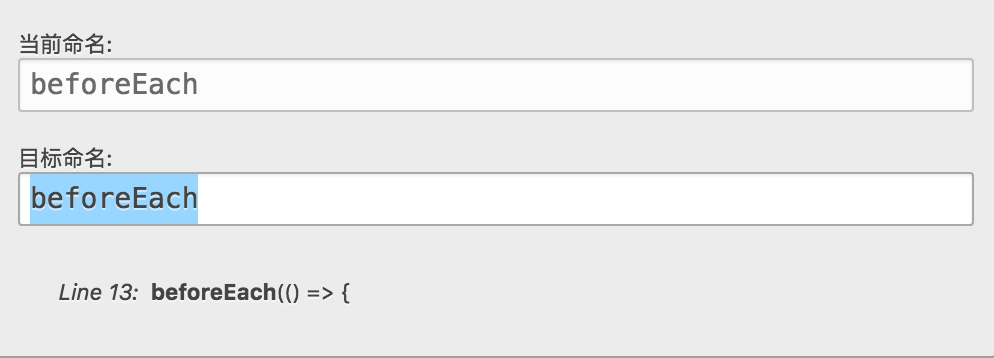 当前命名:
beforeEach
目标命名:
beforeEach
Line 13: beforeEach(() => {